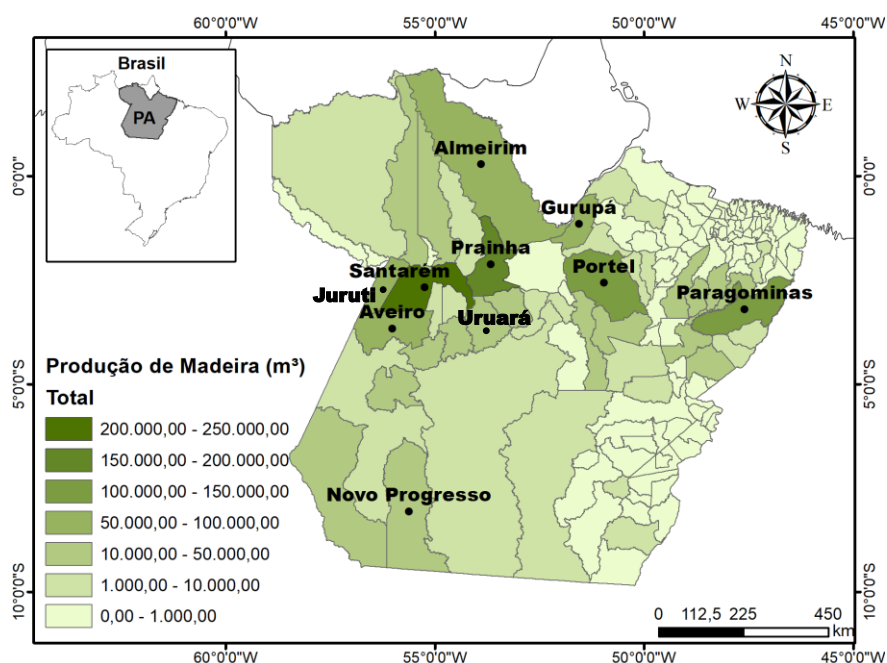 60°0'0"W 55°0'0"W 50°0'0"W 45°0'0"W
Brasil
PA
N
W E
S
0°0'0"
0°0'0"
Almeirim
Gurupá
Prainha
Santarém
Portel
Juruti
Paragominas
Aveiro
Uruará
5°0'0"S
5°0'0"S
Novo Progresso
10°0'0"S
10°0'0"S
Produção de Madeira (m³)
Total
200.000,00 - 250.000,00
150.000,00 - 200.000,00
100.000,00 - 150.000,00
50.000,00 - 100.000,00
10.000,00 - 50.000,00
1.000,00 - 10.000,00
0,00 - 1.000,00
0 112,5 225 450
km
60°0'0"W 55°0'0"W 50°0'0"W 45°0'0"W